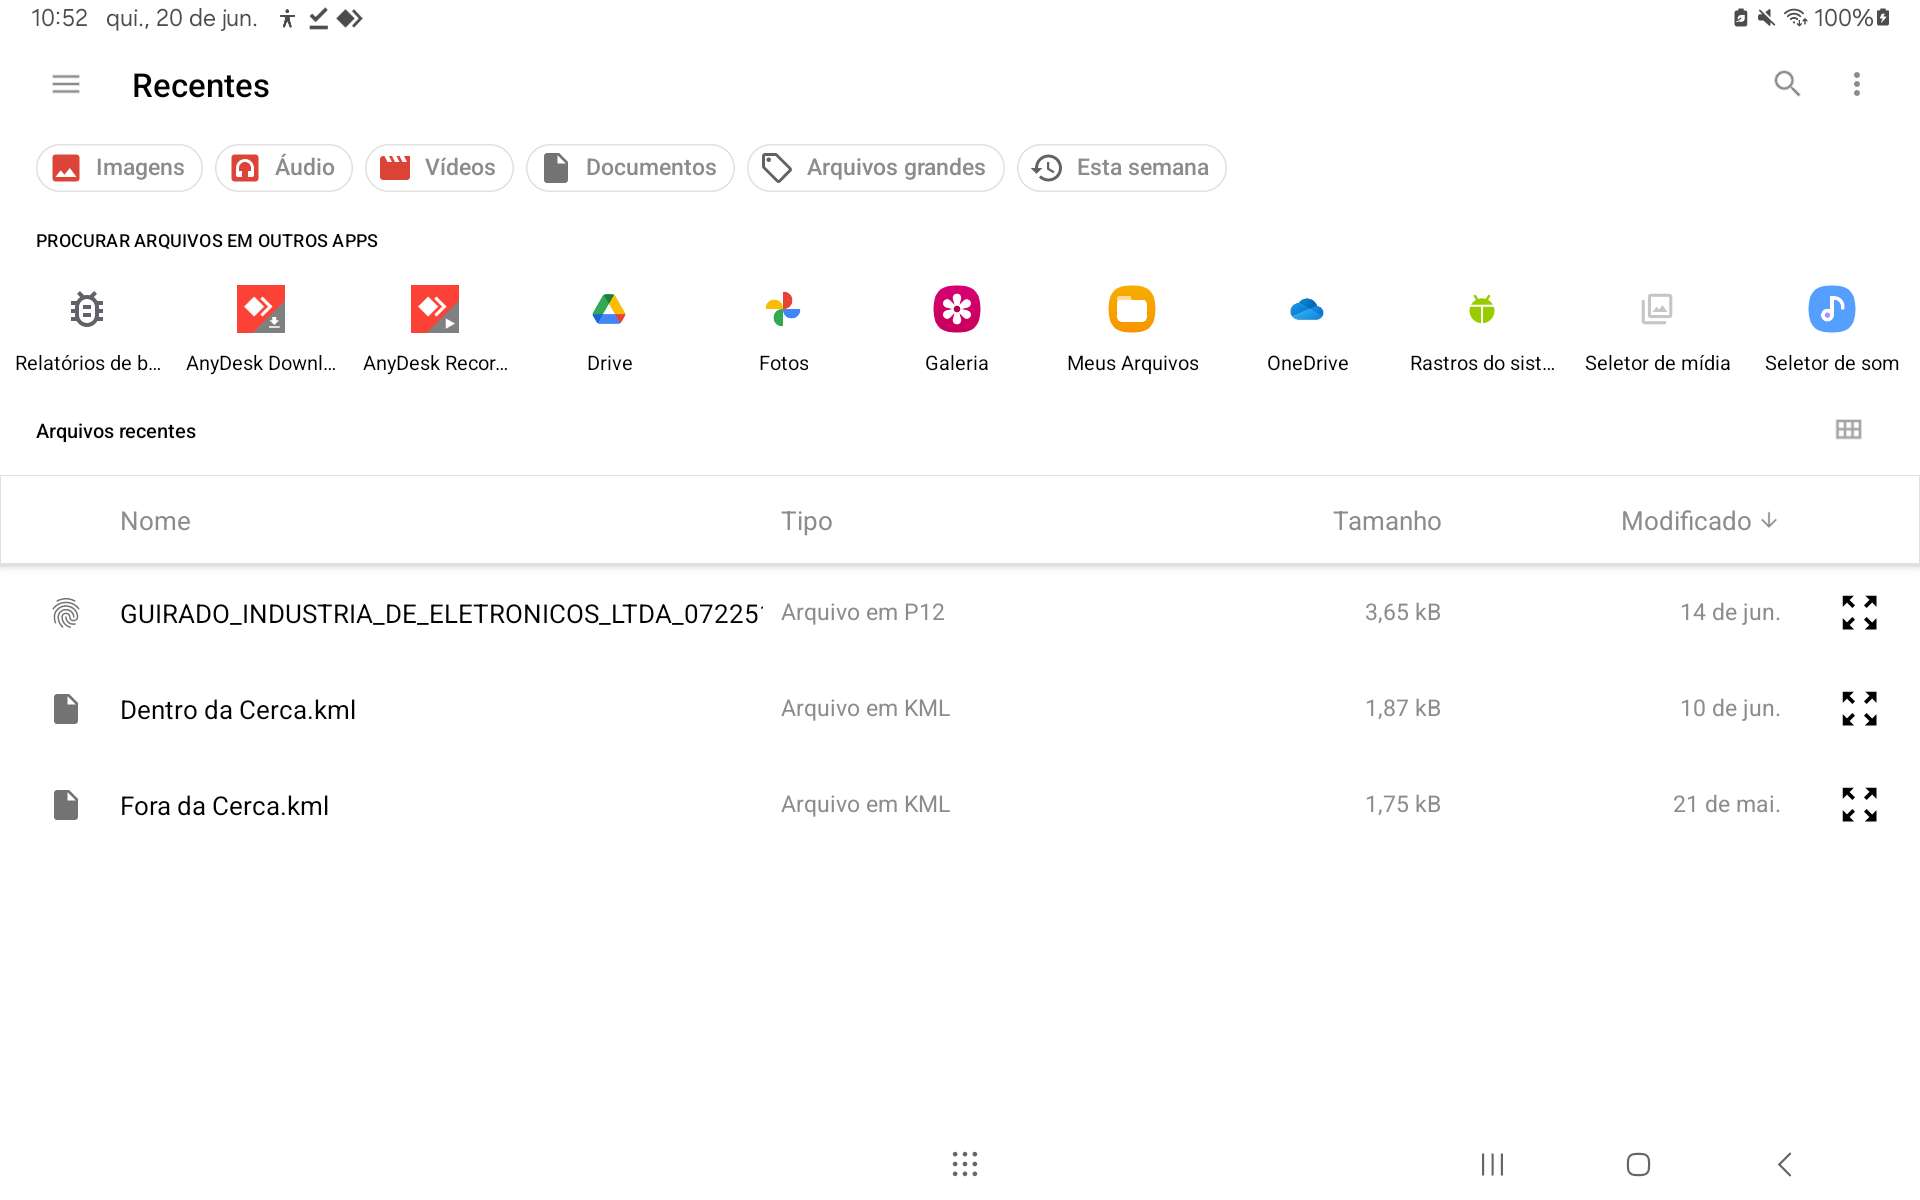 10:52 qui., 20 de jun. 100%
Recentes
Imagens Áudio Vídeos Documentos Arquivos grandes Esta semana
PROCURAR ARQUIVOS EM OUTROS APPS
Relatórios de b... AnyDesk Downl... AnyDesk Recor... Drive Fotos Galeria Meus Arquivos OneDrive Rastros do sist... Seletor de mídia Seletor de som
Arquivos recentes
Nome Tipo Tamanho Modificado
GUIRADO_INDUSTRIA_DE_ELETRONICOS_LTDA_07225 Arquivo em P12 3,65 kB 14 de jun.
Dentro da Cerca.kml Arquivo em KML 1,87 kB 10 de jun.
Fora da Cerca.kml Arquivo em KML 1,75 kB 21 de mai.